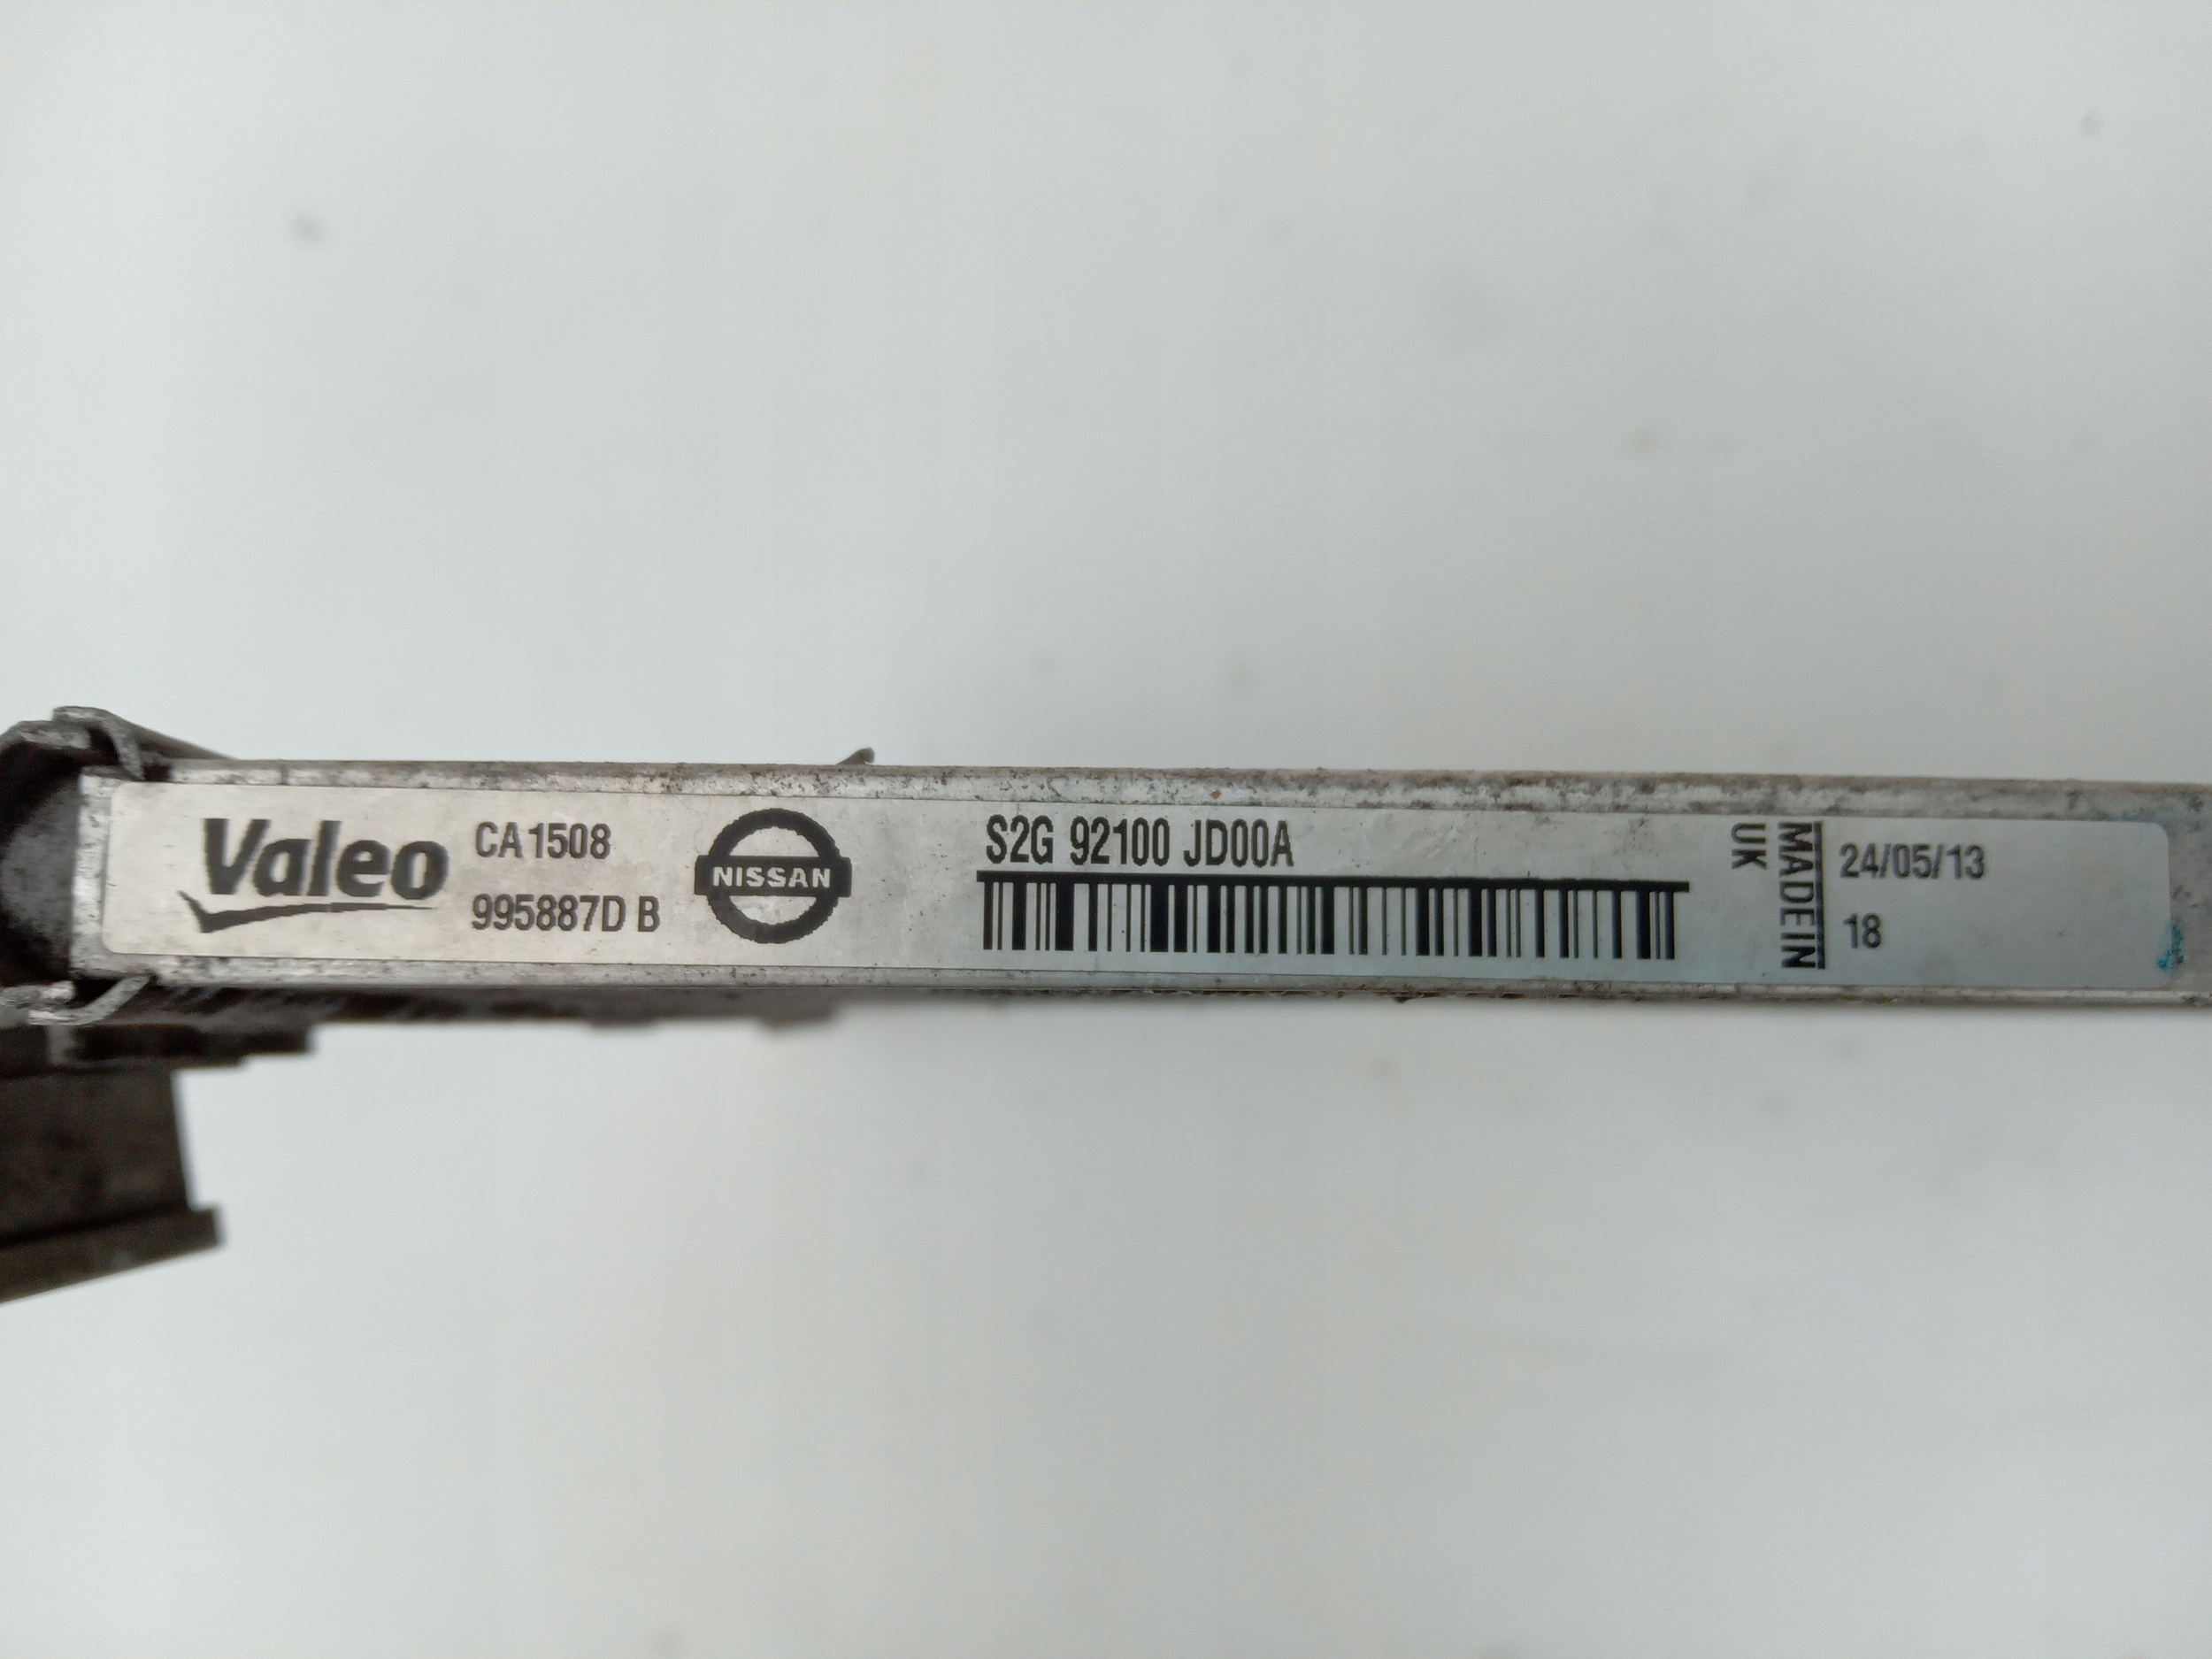 Valeo
CA1508
995887D B
NISSAN
S2G 92100 JD00A
MADE IN
UK
24/05/13
18